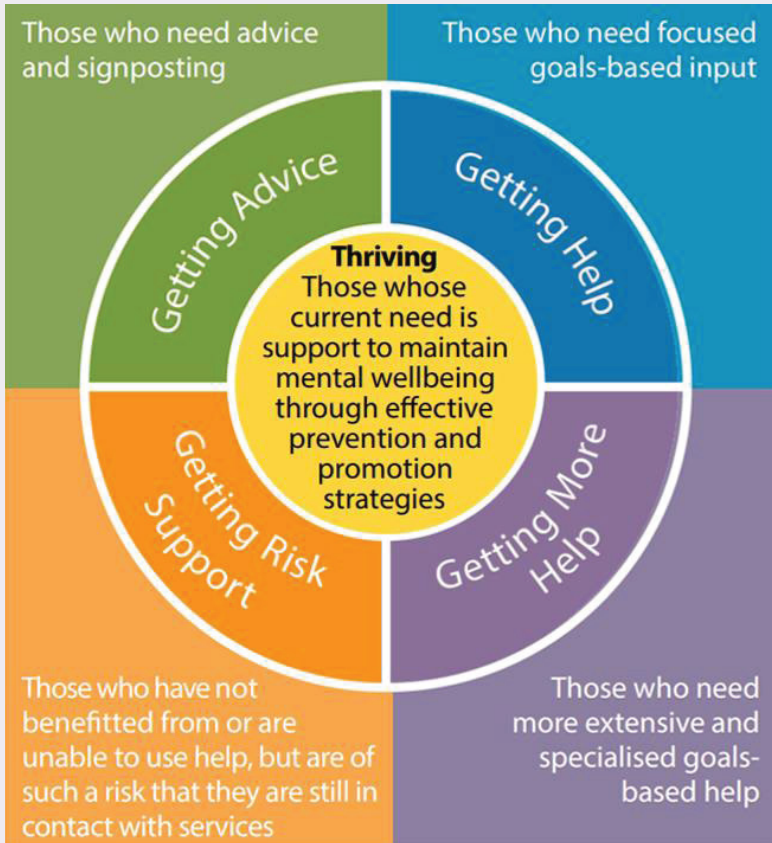 Those who need advice
and signposting
Those who need focused
goals-based input
Getting Advice
Getting Help
Thriving
Those whose
current need is
support to maintain
mental wellbeing
through effective
prevention and
promotion
strategies
Getting Risk
Support
Getting More
Help
Those who have not
benefitted from or are
unable to use help, but are of
such a risk that they are still in
contact with services
Those who need
more extensive and
specialised goals-
based help